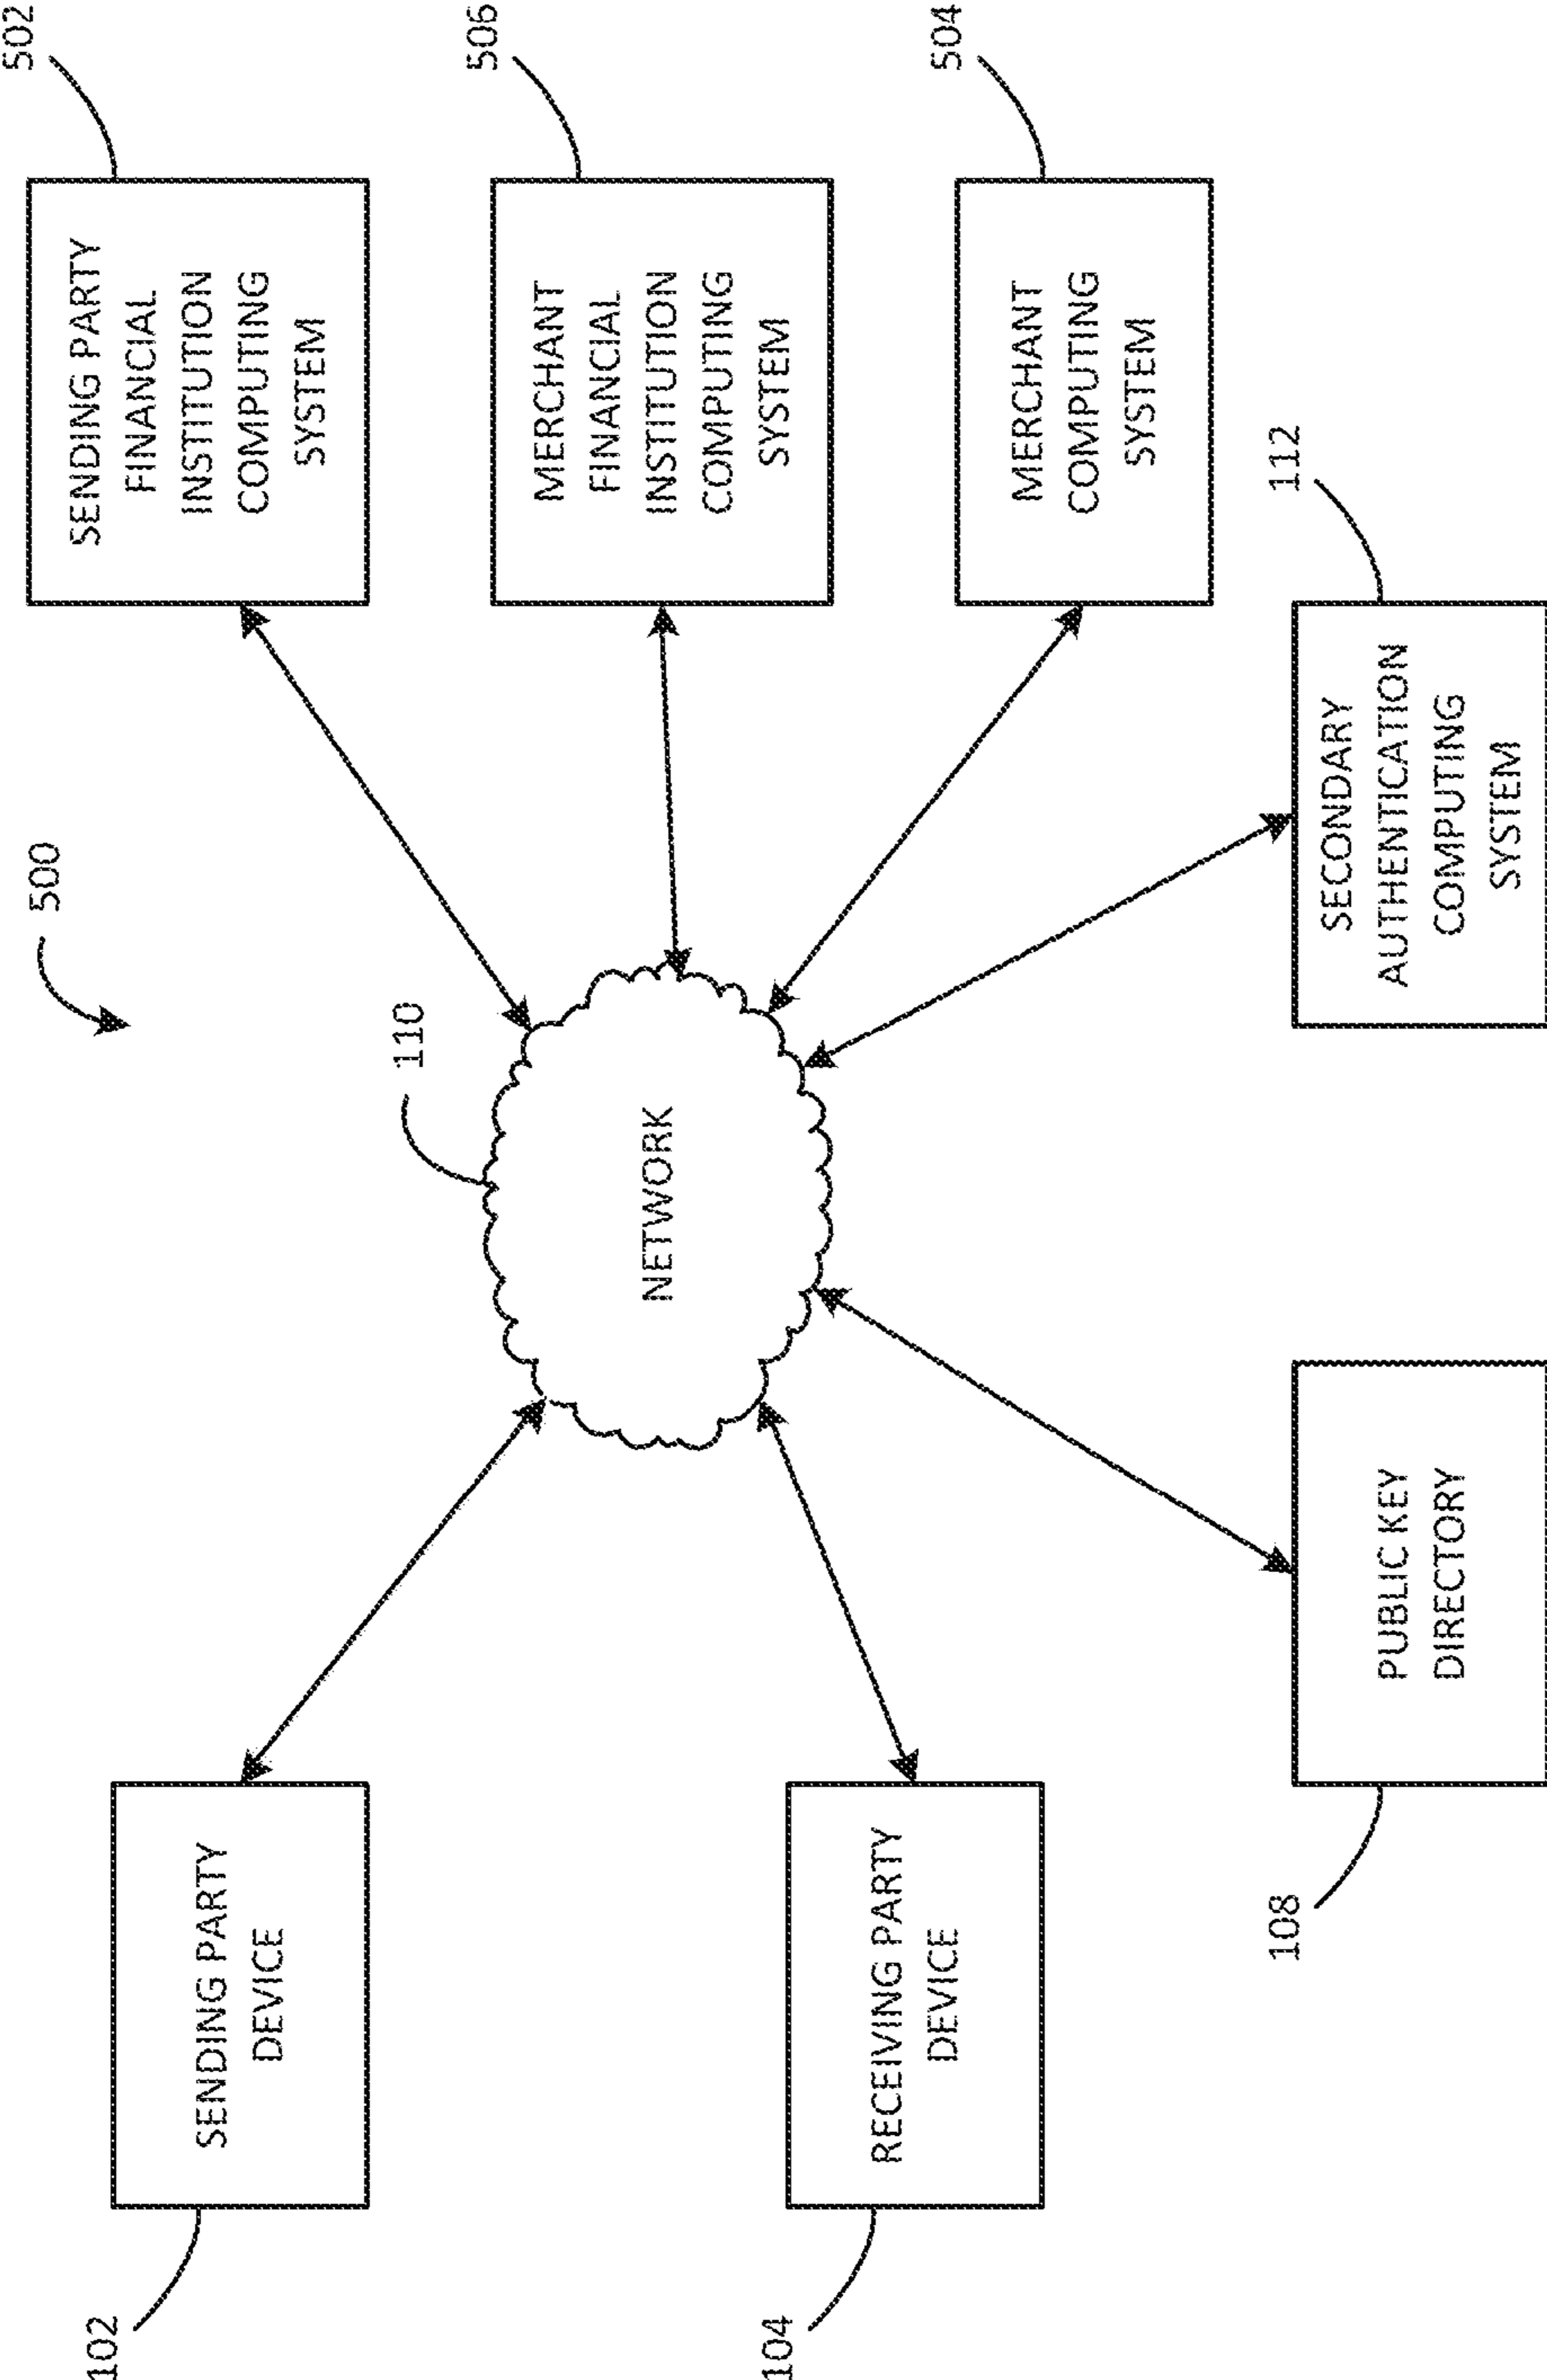 500
502
SENDING PARTY
FINANCIAL
INSTITUTION
COMPUTING
SYSTEM
102
SENDING PARTY
DEVICE
110
NETWORK
506
MERCHANT
FINANCIAL
INSTITUTION
COMPUTING
SYSTEM
104
RECEIVING PARTY
DEVICE
504
MERCHANT
COMPUTING
SYSTEM
108
PUBLIC KEY
DIRECTORY
112
SECONDARY
AUTHENTICATION
COMPUTING
SYSTEM